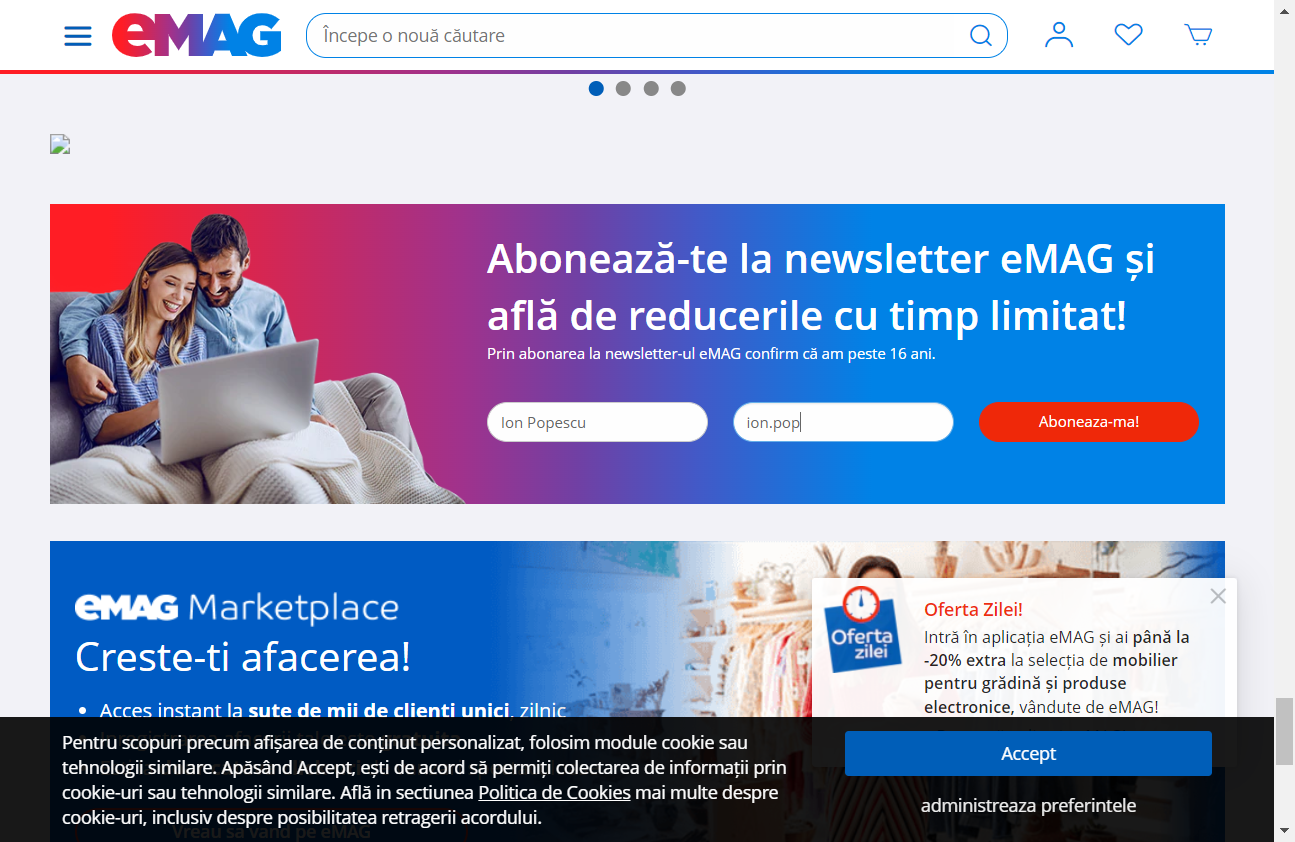 eMAG
Începe o nouă căutare
Abonează-te la newsletter eMAG și
află de reducerile cu timp limitat!
Prin abonarea la newsletter-ul eMAG confirm că am peste 16 ani.
Ion Popescu
ion.pop
Aboneaza-ma!
eMAG Marketplace
Creste-ti afacerea!
• Acces instant la sute de mii de clienti unici, zilnic
Oferta
zilei
Oferta Zilei!
Intră în aplicația eMAG și ai până la
-20% extra la selecția de mobilier
pentru grădină și produse
electronice, vândute de eMAG!
Pentru scopuri precum afișarea de conținut personalizat, folosim module cookie sau
tehnologii similare. Apăsând Accept, ești de acord să permiți colectarea de informații prin
cookie-uri sau tehnologii similare. Află in sectiunea Politica de Cookies mai multe despre
cookie-uri, inclusiv despre posibilitatea retragerii acordului.
Accept
administreaza preferintele
Vreau sa vand pe eMAG